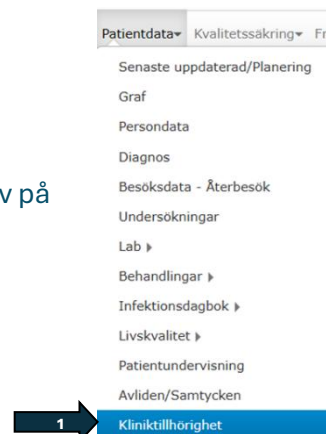 Patientdata▾ Kvalitetssäkring▾
Senaste uppdaterad/Planering
Graf
Persondata
Diagnos
Besöksdata - Återbesök
på
Undersökningar
Lab ▸
Behandlingar ▸
Infektionsdagbok ▸
Livskvalitet ▸
Patientundervisning
Avliden/Samtycken
1 Kliniktillhörighet